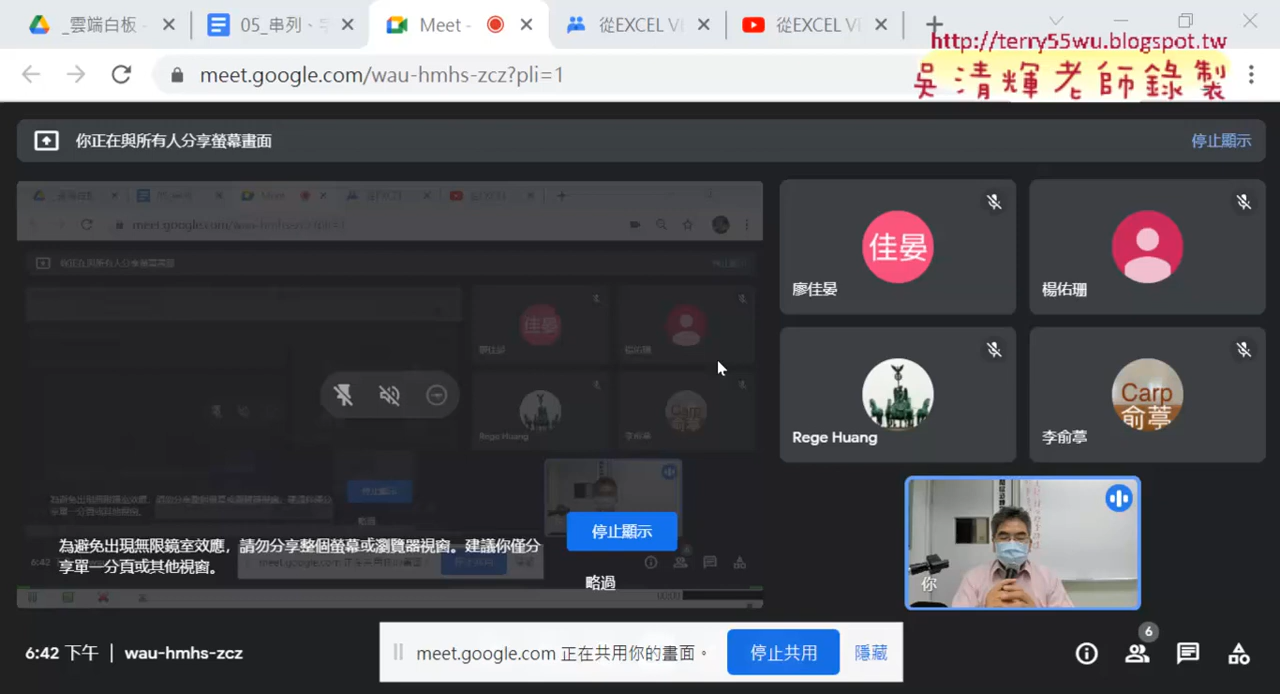 _雲端白板 -
05_串列、
Meet -
從EXCEL VI
從EXCEL VI
http://terry55wu.blogspot.tw
meet.google.com/wau-hmhs-zcz?pli=1
吳清輝老師錄製
你正在與所有人分享螢幕畫面
停止顯示
佳晏
廖佳晏
楊佑珊
Rege Huang
Carp
俞葶
李俞葶
停止顯示
為避免出現無限鏡室效應，請勿分享整個螢幕或瀏覽器視窗。建議你僅分
享單一分頁或其他視窗。
略過
你
6:42 下午 | wau-hmhs-zcz
meet.google.com 正在共用你的畫面。
停止共用
隱藏
6